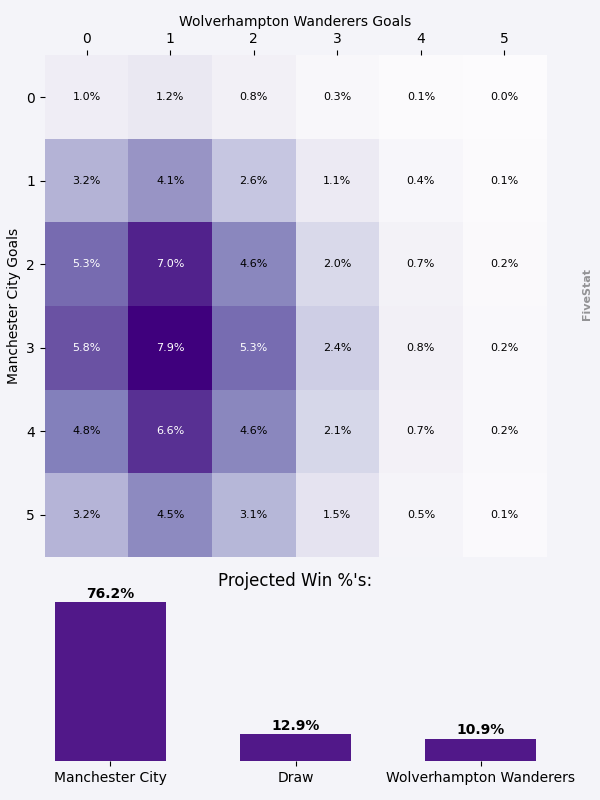 Wolverhampton Wanderers Goals
0 1 2 3 4 5
Manchester City Goals
0 1.0% 1.2% 0.8% 0.3% 0.1% 0.0%
1 3.2% 4.1% 2.6% 1.1% 0.4% 0.1%
2 5.3% 7.0% 4.6% 2.0% 0.7% 0.2%
3 5.8% 7.9% 5.3% 2.4% 0.8% 0.2%
4 4.8% 6.6% 4.6% 2.1% 0.7% 0.2%
5 3.2% 4.5% 3.1% 1.5% 0.5% 0.1%
FiveStat
Projected Win %'s:
76.2% 12.9% 10.9%
Manchester City Draw Wolverhampton Wanderers